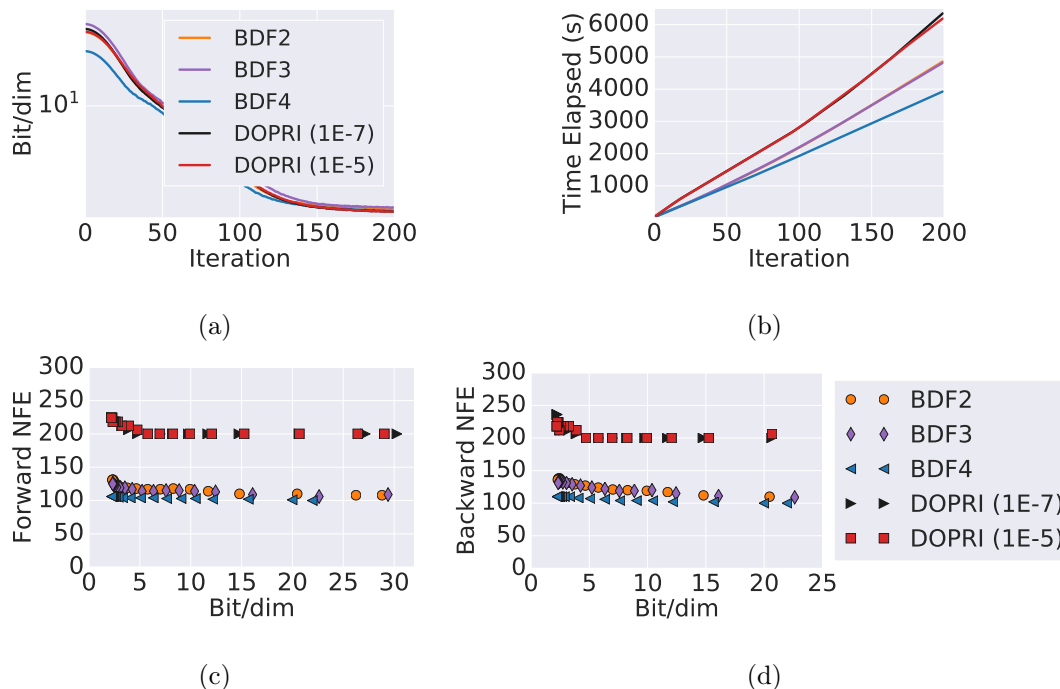 Bit/dim
10¹
BDF2
BDF3
BDF4
DOPRI (1E-7)
DOPRI (1E-5)
0 50 100 150 200
Iteration
(a)
Time Elapsed (s)
6000
5000
4000
3000
2000
1000
0 50 100 150 200
Iteration
(b)
Forward NFE
300
250
200
150
100
50
0
0 5 10 15 20 25 30
Bit/dim
(c)
Backward NFE
300
250
200
150
100
50
0
0 5 10 15 20 25
Bit/dim
(d)
BDF2
BDF3
BDF4
DOPRI (1E-7)
DOPRI (1E-5)